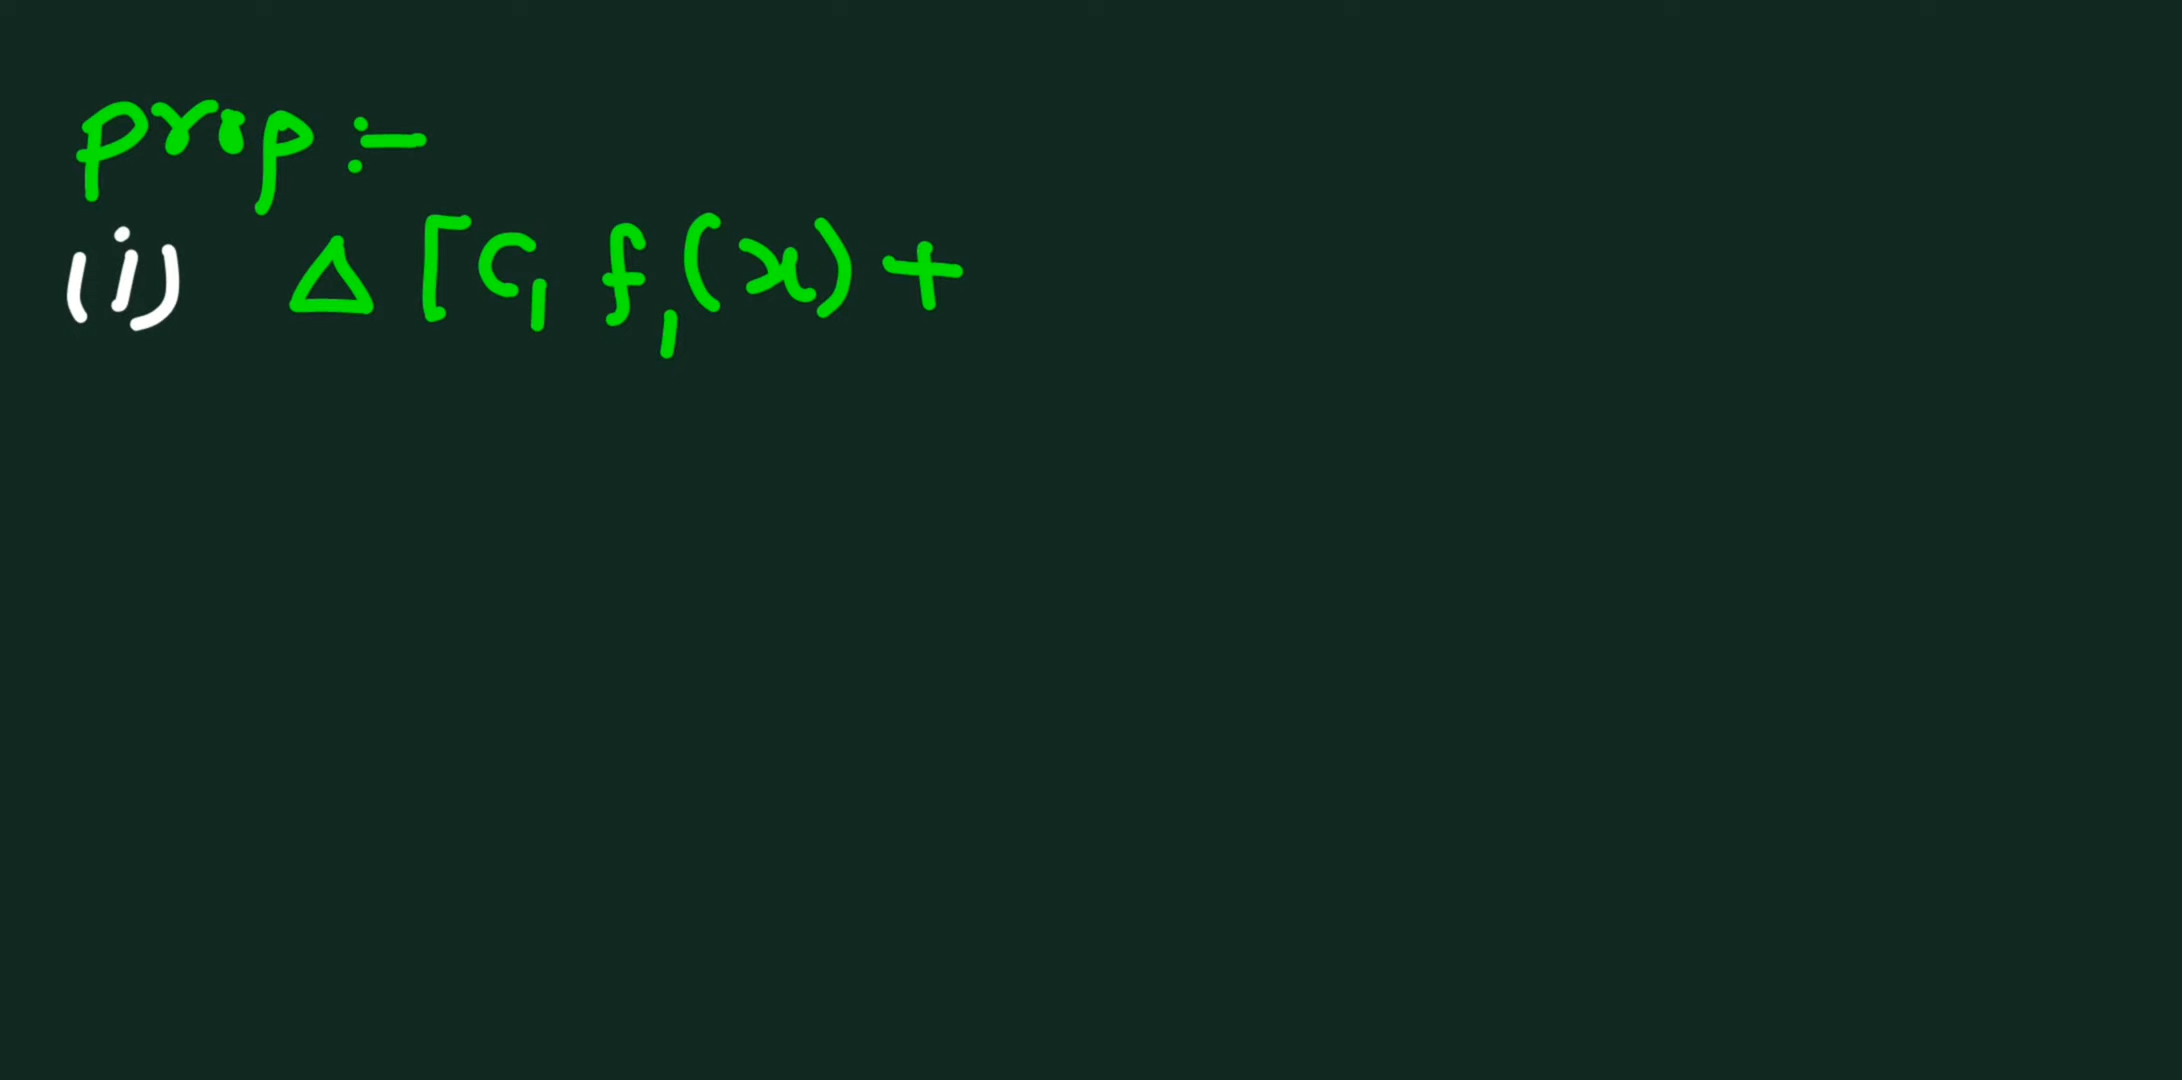 prop :-
(i) Δ [C₁ f₁(x) +